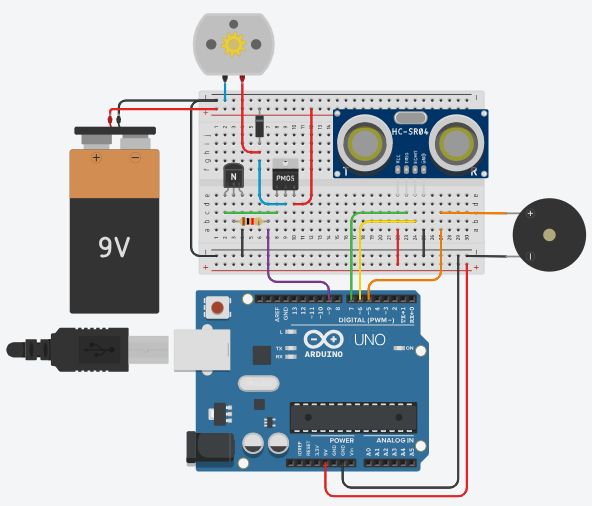 HC-SR04
T
R
N
PMOS
+
−
9V
+
AREF
GND
13
12
~11
~10
~9
8
7
~6
~5
4
~3
2
TX→1
RX←0
DIGITAL (PWM~)
L
TX
RX
UNO
ARDUINO
ON
POWER
ANALOG IN
IOREF
RESET
3.3V
5V
GND
GND
Vin
A0
A1
A2
A3
A4
A5